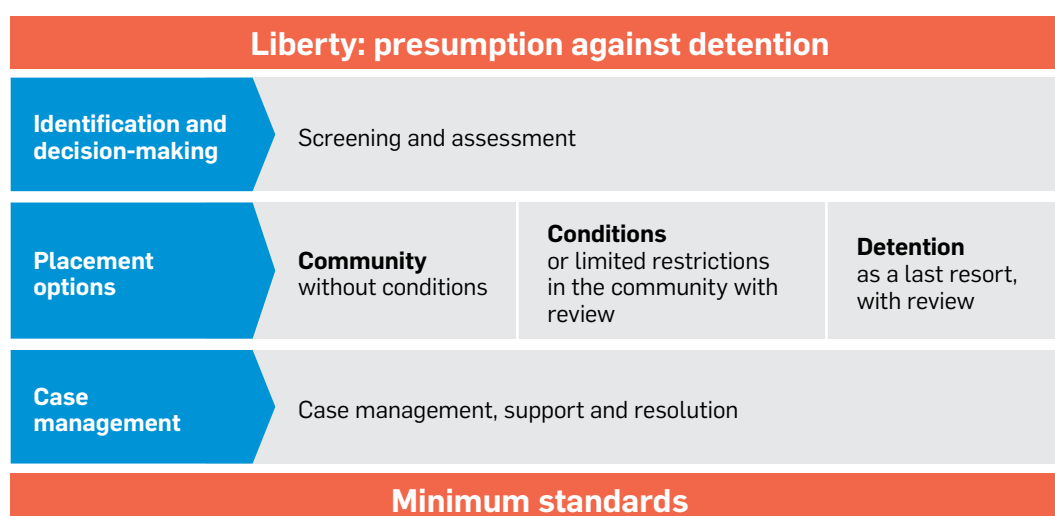 Liberty: presumption against detention
Identification and
decision-making
Screening and assessment
Placement
options
Community
without conditions
Conditions
or limited restrictions
in the community with
review
Detention
as a last resort,
with review
Case
management
Case management, support and resolution
Minimum standards